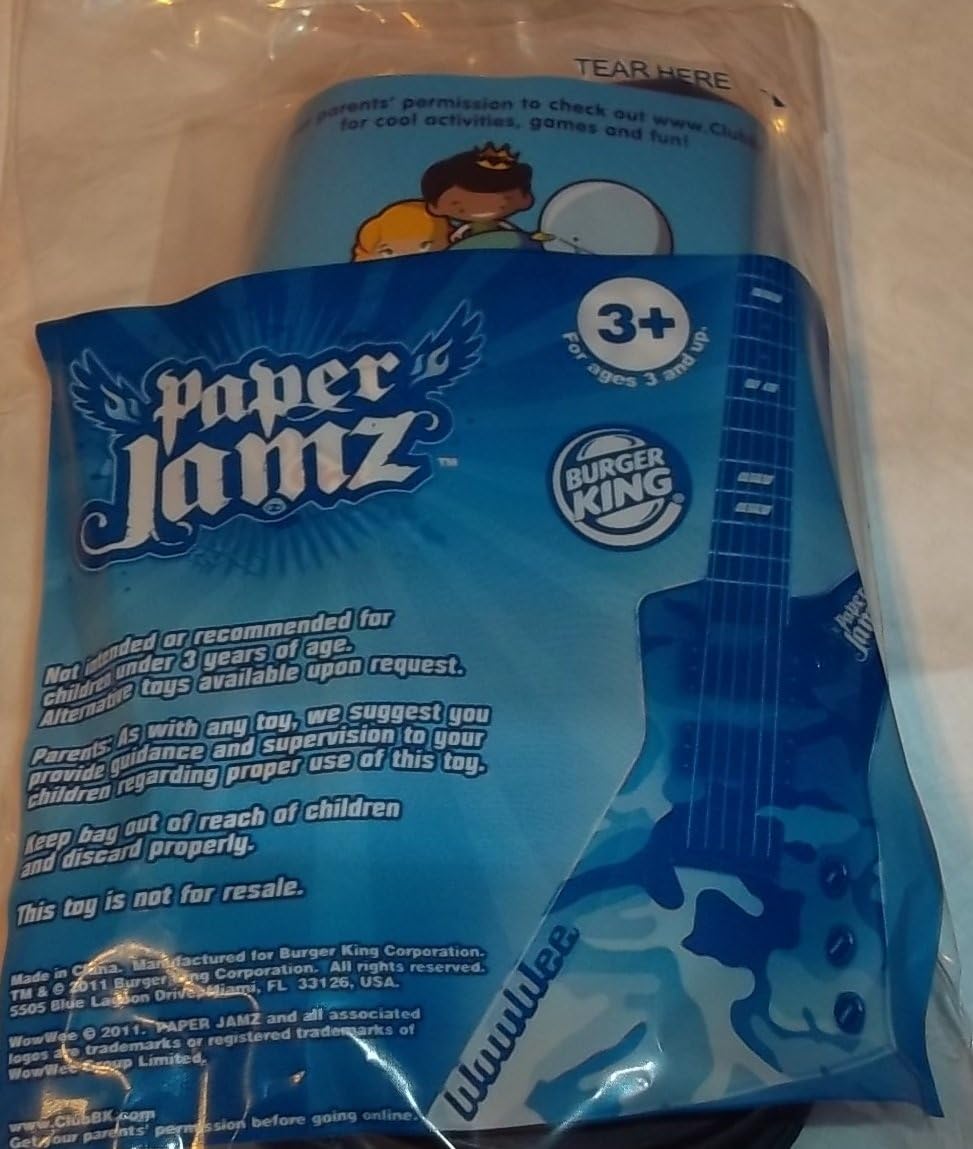 TEAR HERE
parents' permission to check out www.Club
for cool activities, games and fun!
3+
For ages 3 and up.
Paper
Jamz
TM
BURGER
KING
®
Paper
Jam
Not intended or recommended for
children under 3 years of age.
Alternative toys available upon request.
Parents: As with any toy, we suggest you
provide guidance and supervision to your
children regarding proper use of this toy.
Keep bag out of reach of children
and discard properly.
This toy is not for resale.
Made in China. Manufactured for Burger King Corporation.
TM & © 2011 Burger King Corporation. All rights reserved.
5505 Blue Lagoon Drive, Miami, FL 33126, USA.
WowWee © 2011. PAPER JAMZ and all associated
logos are trademarks or registered trademarks of
WowWee Group Limited.
www.ClubBK.com
Get your parents' permission before going online.
WowWee